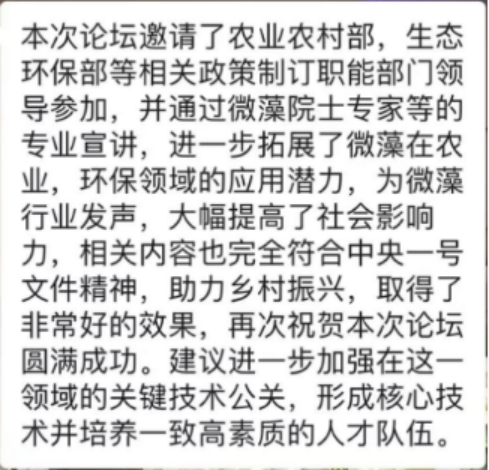 本次论坛邀请了农业农村部，生态
环保部等相关政策制订职能部门领
导参加，并通过微藻院士专家等的
专业宣讲，进一步拓展了微藻在农
业，环保领域的应用潜力，为微藻
行业发声，大幅提高了社会影响
力，相关内容也完全符合中央一号
文件精神，助力乡村振兴，取得了
非常好的效果，再次祝贺本次论坛
圆满成功。建议进一步加强在这一
领域的关键技术公关，形成核心技
术并培养一致高素质的人才队伍。